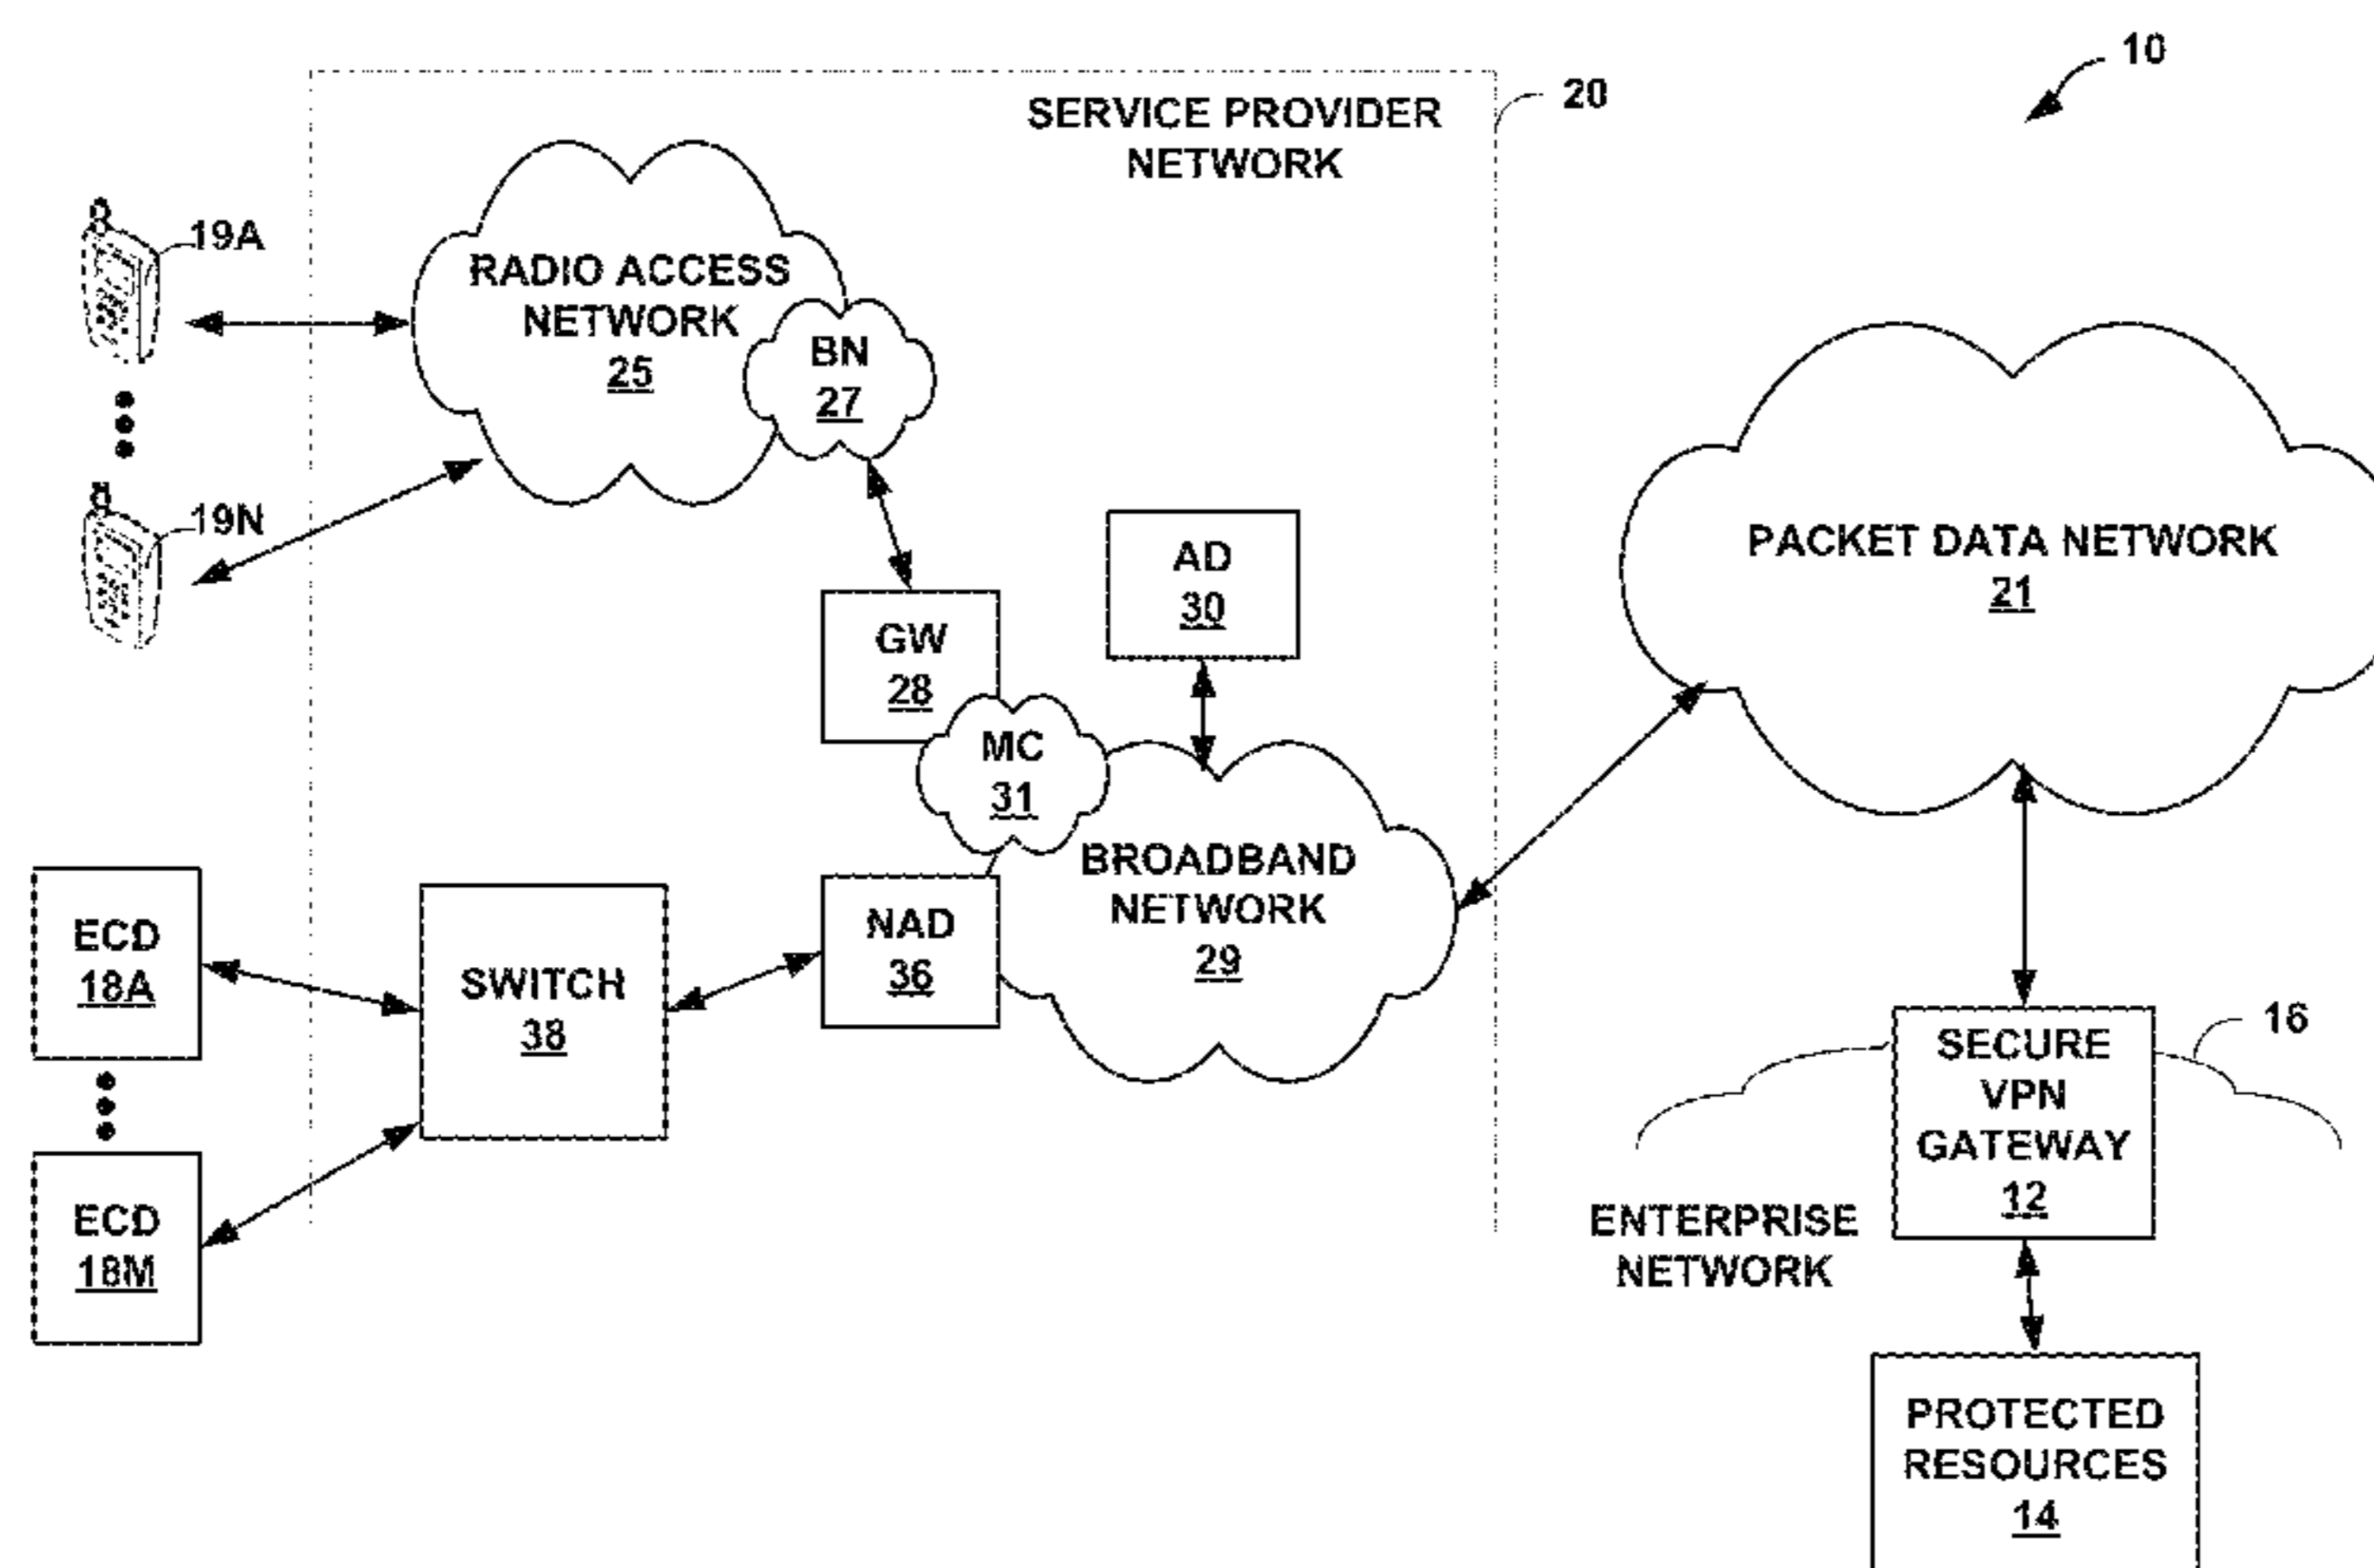 10
SERVICE PROVIDER
NETWORK
20
19A
RADIO ACCESS
NETWORK
25
BN
27
19N
AD
30
PACKET DATA NETWORK
21
GW
28
MC
31
BROADBAND
NETWORK
29
ECD
18A
SWITCH
38
NAD
36
16
SECURE
VPN
GATEWAY
12
ECD
18M
ENTERPRISE
NETWORK
PROTECTED
RESOURCES
14